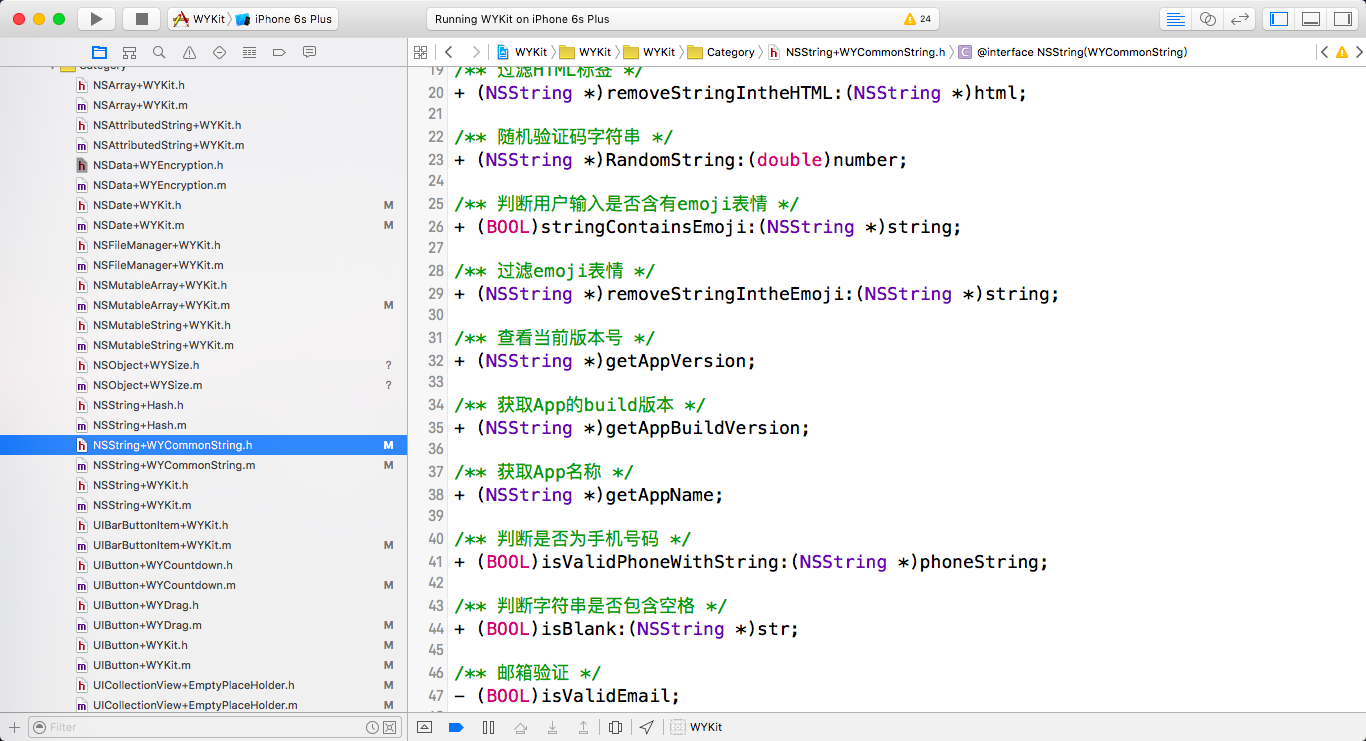 WYKit iPhone 6s Plus
Running WYKit on iPhone 6s Plus
24
WYKit WYKit WYKit Category NSString+WYCommonString.h @interface NSString(WYCommonString)
Category
NSArray+WYKit.h
NSArray+WYKit.m
NSAttributedString+WYKit.h
NSAttributedString+WYKit.m
NSData+WYEncryption.h
NSData+WYEncryption.m
NSDate+WYKit.h M
NSDate+WYKit.m M
NSFileManager+WYKit.h
NSFileManager+WYKit.m
NSMutableArray+WYKit.h
NSMutableArray+WYKit.m M
NSMutableString+WYKit.h
NSMutableString+WYKit.m
NSObject+WYSize.h ?
NSObject+WYSize.m ?
NSString+Hash.h
NSString+Hash.m
NSString+WYCommonString.h M
NSString+WYCommonString.m M
NSString+WYKit.h
NSString+WYKit.m
UIBarButtonItem+WYKit.h
UIBarButtonItem+WYKit.m M
UIButton+WYCountdown.h
UIButton+WYCountdown.m M
UIButton+WYDrag.h
UIButton+WYDrag.m M
UIButton+WYKit.h M
UIButton+WYKit.m M
UICollectionView+EmptyPlaceHolder.h M
UICollectionView+EmptyPlaceHolder.m M
Filter
19 /** 过滤HTML标签 */
20 + (NSString *)removeStringIntheHTML:(NSString *)html;
21
22 /** 随机验证码字符串 */
23 + (NSString *)RandomString:(double)number;
24
25 /** 判断用户输入是否含有emoji表情 */
26 + (BOOL)stringContainsEmoji:(NSString *)string;
27
28 /** 过滤emoji表情 */
29 + (NSString *)removeStringIntheEmoji:(NSString *)string;
30
31 /** 查看当前版本号 */
32 + (NSString *)getAppVersion;
33
34 /** 获取App的build版本 */
35 + (NSString *)getAppBuildVersion;
36
37 /** 获取App名称 */
38 + (NSString *)getAppName;
39
40 /** 判断是否为手机号码 */
41 + (BOOL)isValidPhoneWithString:(NSString *)phoneString;
42
43 /** 判断字符串是否包含空格 */
44 + (BOOL)isBlank:(NSString *)str;
45
46 /** 邮箱验证 */
47 - (BOOL)isValidEmail;
WYKit